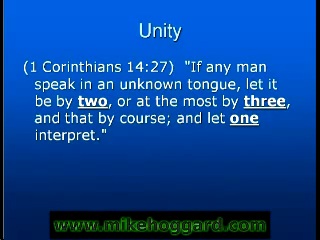 Unity
(1 Corinthians 14:27) "If any man
speak in an unknown tongue, let it
be by two, or at the most by three,
and that by course; and let one
interpret."
www.mikehoggard.com